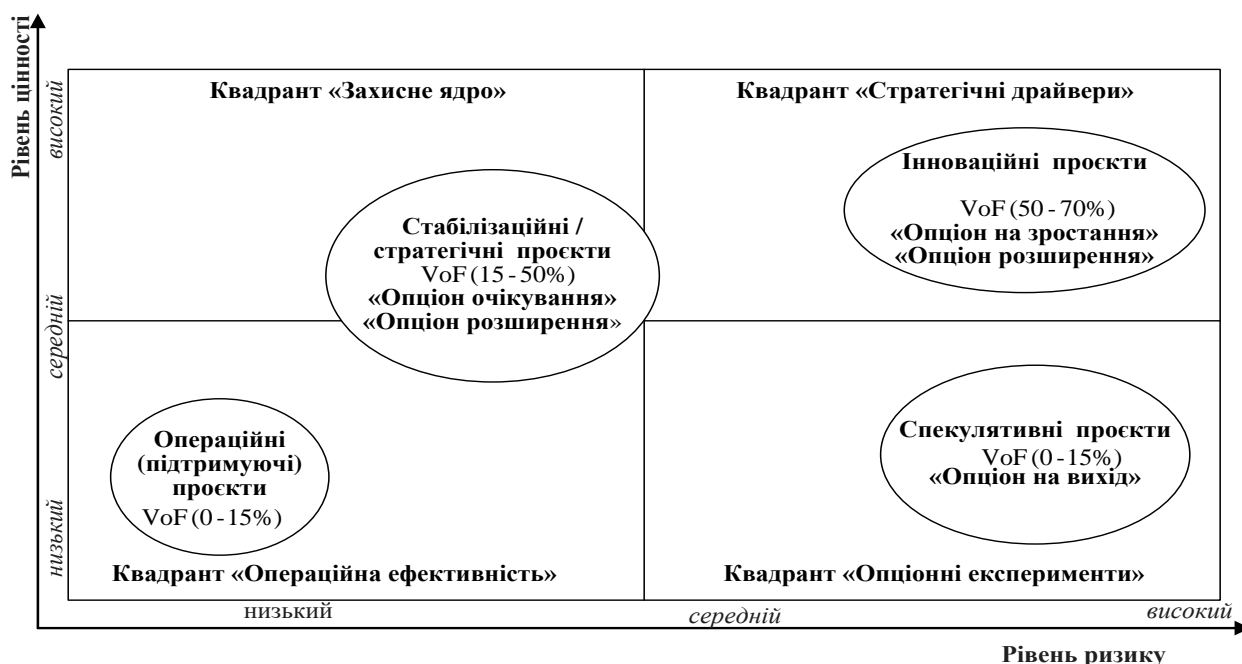 Рівень цінності
високий
середній
низький
Квадрант «Захисне ядро»
Квадрант «Стратегічні драйвери»
Інноваційні проєкти
VoF (50 - 70%)
«Опціон на зростання»
«Опціон розширення»
Стабілізаційні /
стратегічні проєкти
VoF (15 - 50%)
«Опціон очікування»
«Опціон розширення»
Операційні
(підтримуючі)
проєкти
VoF (0 - 15%)
Спекулятивні проєкти
VoF (0 - 15%)
«Опціон на вихід»
Квадрант «Операційна ефективність»
Квадрант «Опціонні експерименти»
низький
середній
високий
Рівень ризику